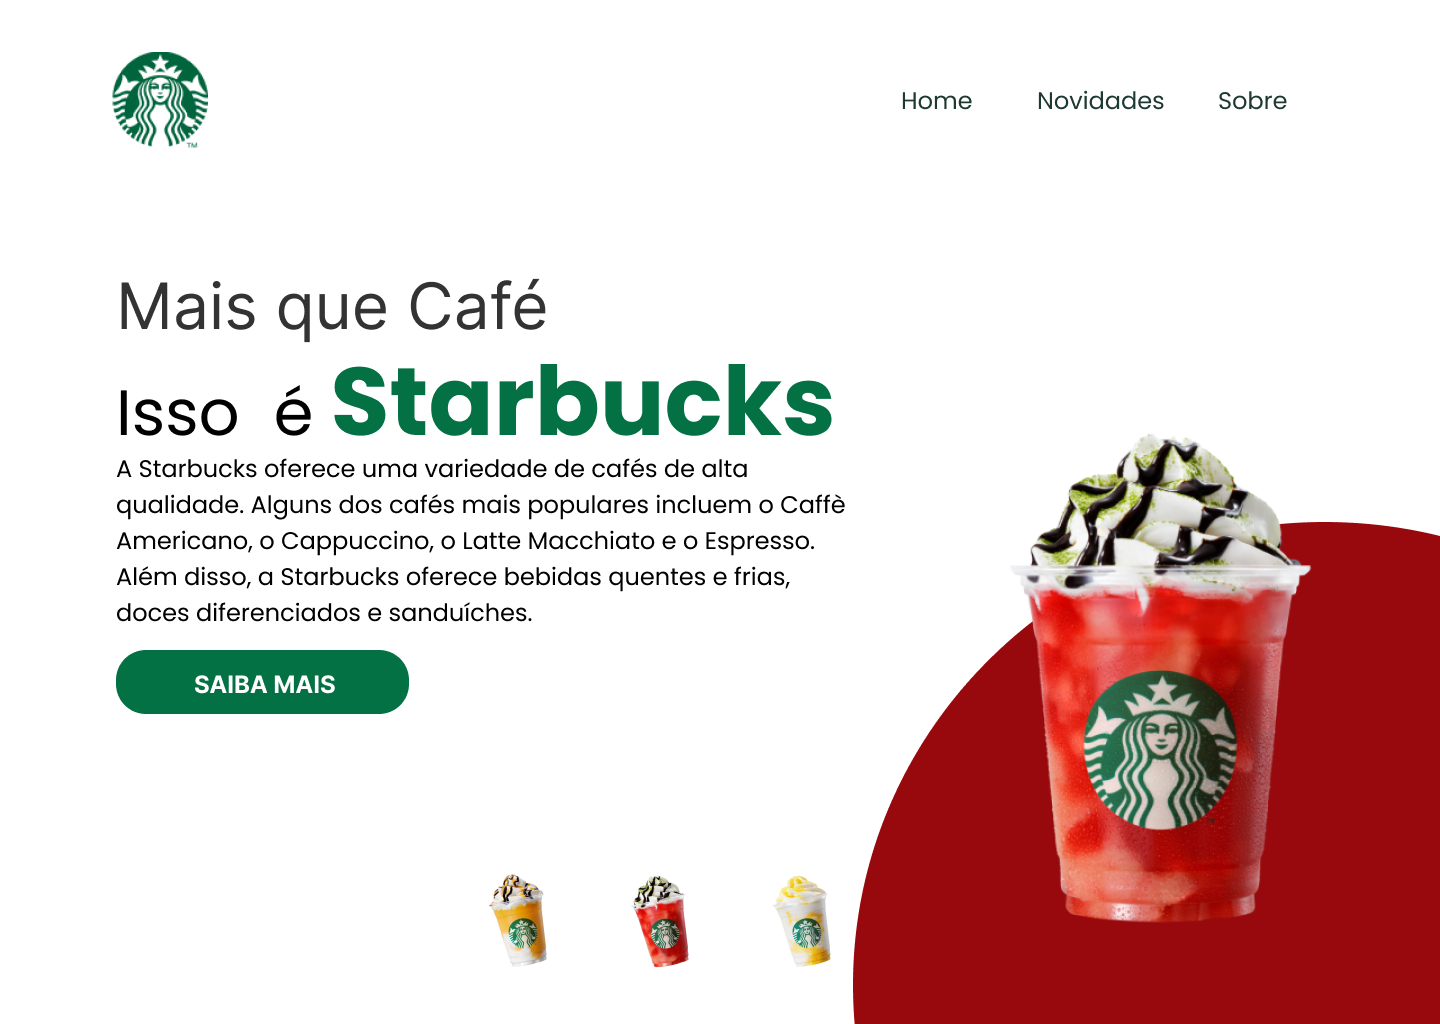 Home Novidades Sobre
Mais que Café
Isso é Starbucks
A Starbucks oferece uma variedade de cafés de alta
qualidade. Alguns dos cafés mais populares incluem o Caffè
Americano, o Cappuccino, o Latte Macchiato e o Espresso.
Além disso, a Starbucks oferece bebidas quentes e frias,
doces diferenciados e sanduíches.
SAIBA MAIS
TM